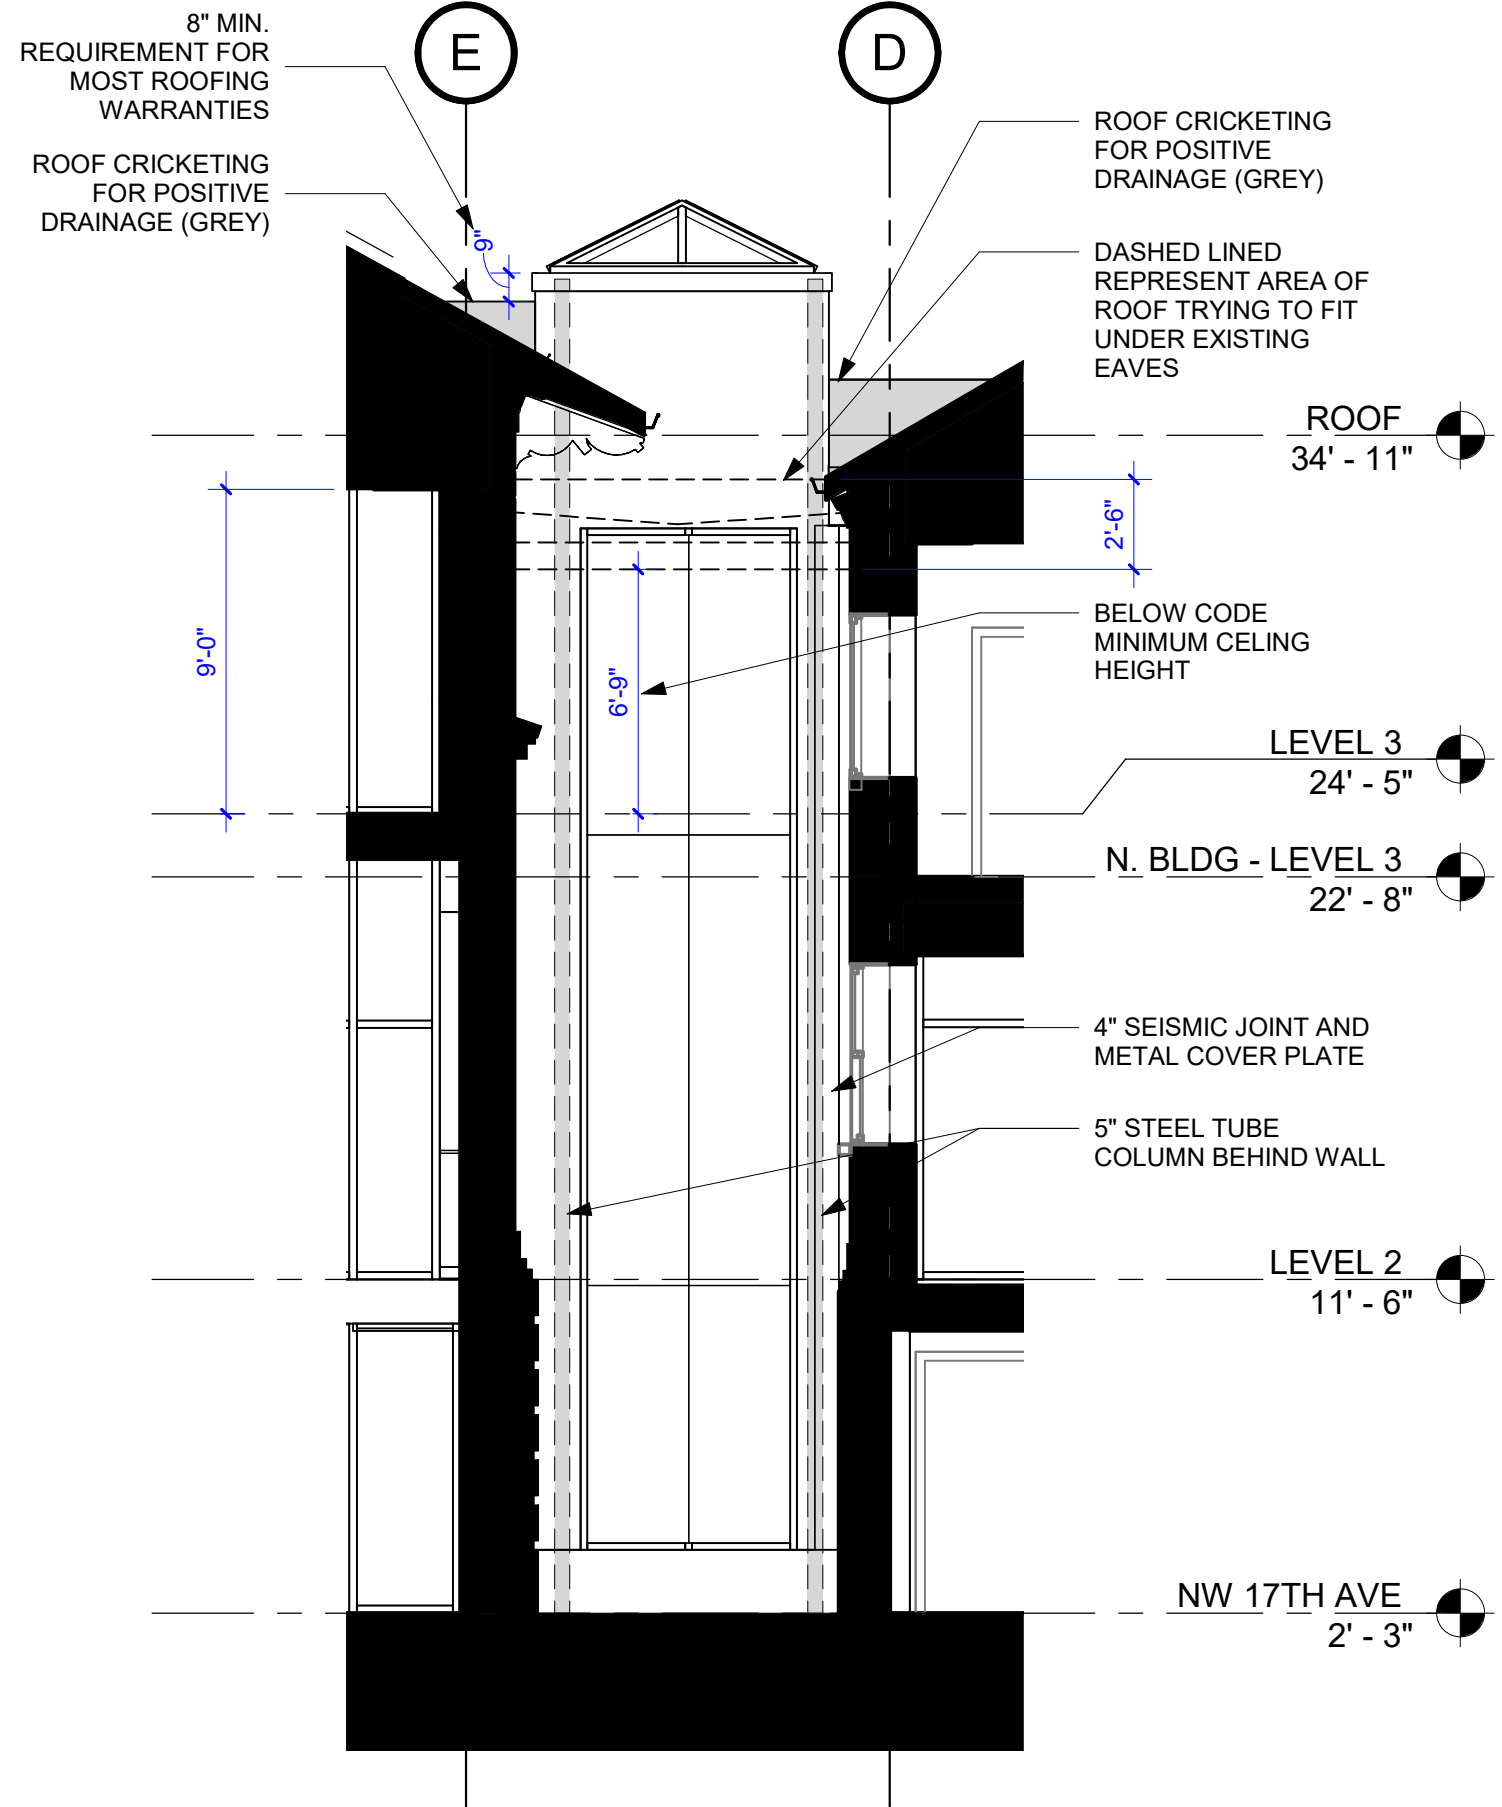 8" MIN.
REQUIREMENT FOR
MOST ROOFING
WARRANTIES
ROOF CRICKETING
FOR POSITIVE
DRAINAGE (GREY)
E
D
9"
ROOF CRICKETING
FOR POSITIVE
DRAINAGE (GREY)
DASHED LINED
REPRESENT AREA OF
ROOF TRYING TO FIT
UNDER EXISTING
EAVES
ROOF
34' - 11"
2'-6"
9'-0"
6'-9"
BELOW CODE
MINIMUM CELING
HEIGHT
LEVEL 3
24' - 5"
N. BLDG - LEVEL 3
22' - 8"
4" SEISMIC JOINT AND
METAL COVER PLATE
5" STEEL TUBE
COLUMN BEHIND WALL
LEVEL 2
11' - 6"
NW 17TH AVE
2' - 3"